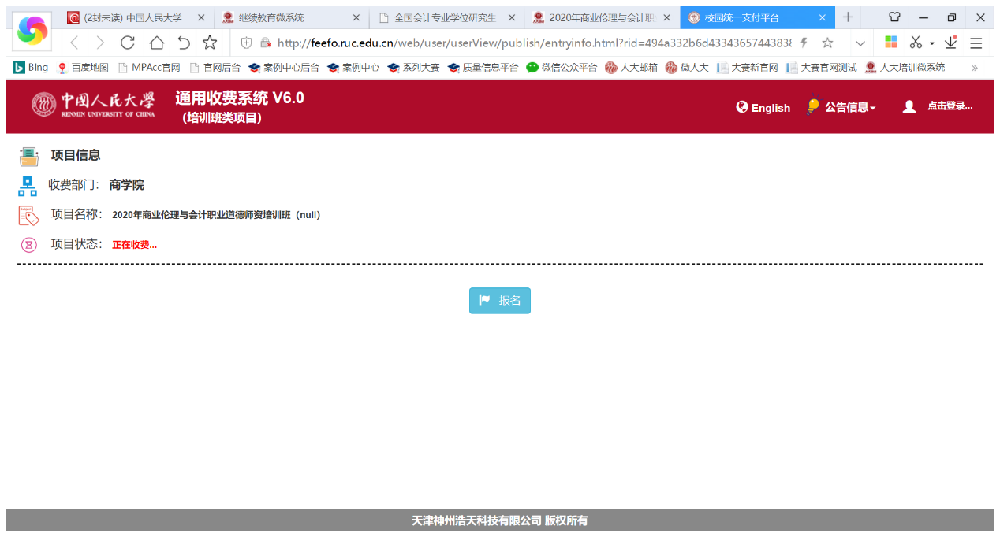 (2封未读) 中国人民大学
继续教育微系统
全国会计专业学位研究生
2020年商业伦理与会计职
校园统一支付平台
http://feefo.ruc.edu.cn/web/user/userView/publish/entryinfo.html?rid=494a332b6d43343657443838
Bing 百度地图 MPAcc官网 官网后台 案例中心后台 案例中心 系列大赛 质量信息平台 微信公众平台 人大邮箱 微人大 大赛新官网 大赛官网测试 人大培训微系统 »
中国人民大学
RENMIN UNIVERSITY OF CHINA
通用收费系统 V6.0
（培训班类项目）
English 公告信息 点击登录...
项目信息
收费部门： 商学院
项目名称： 2020年商业伦理与会计职业道德师资培训班（null）
项目状态： 正在收费...
报名
天津神州浩天科技有限公司 版权所有